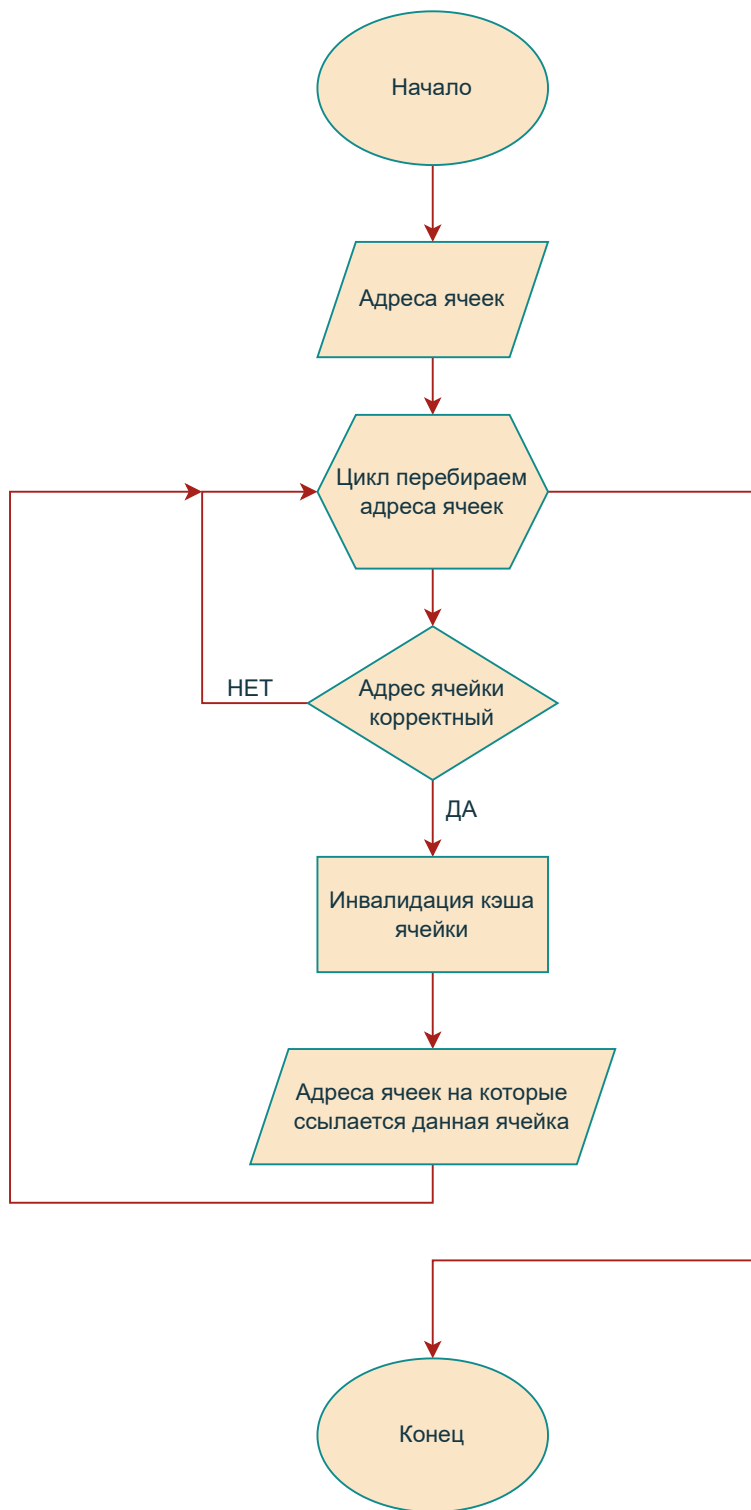 Начало
Адреса ячеек
Цикл перебираем
адреса ячеек
Адрес ячейки
корректный
НЕТ
ДА
Инвалидация кэша
ячейки
Адреса ячеек на которые
ссылается данная ячейка
Конец